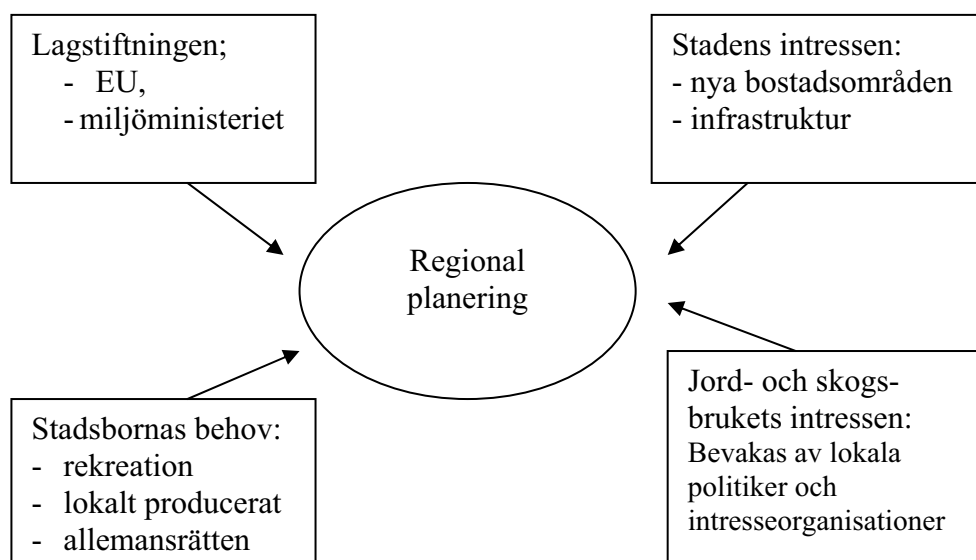 Lagstiftningen;
- EU,
- miljöministeriet
Stadens intressen:
- nya bostadsområden
- infrastruktur
Regional
planering
Stadsbornas behov:
- rekreation
- lokalt producerat
- allemansrätten
Jord- och skogs-
brukets intressen:
Bevakas av lokala
politiker och
intresseorganisationer